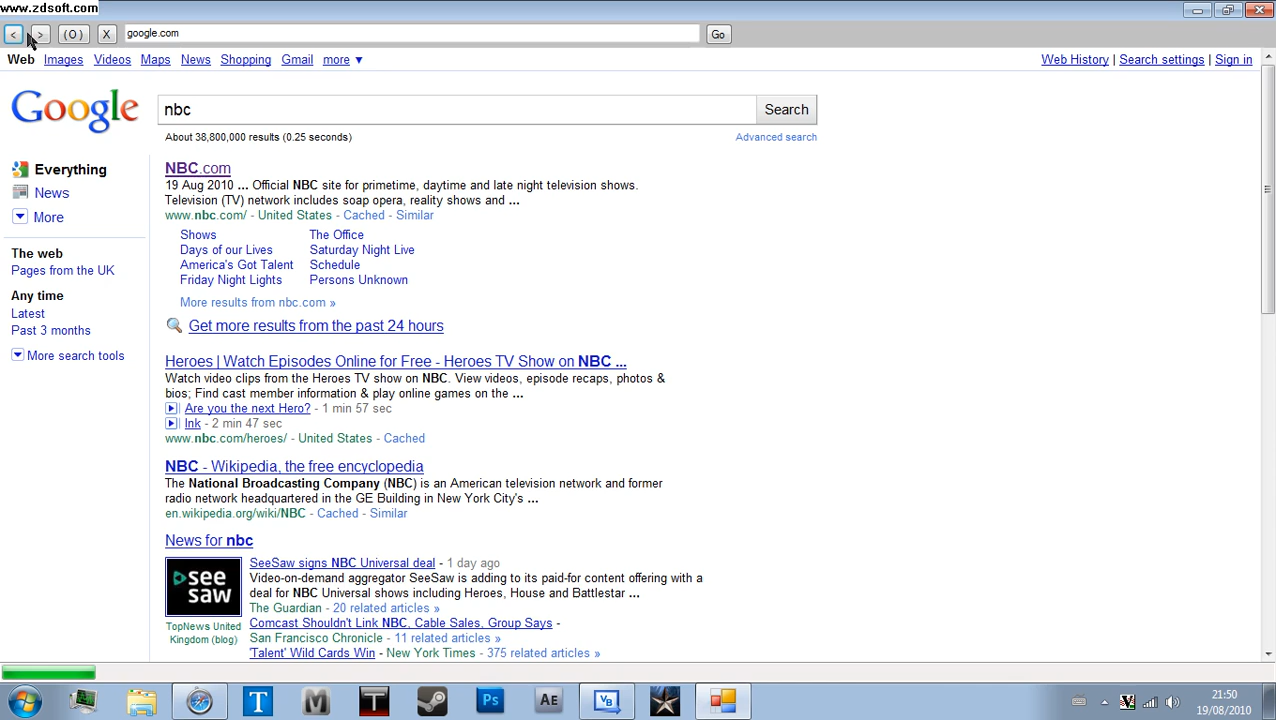 www.zdsoft.com
< > (O) X google.com Go
Web Images Videos Maps News Shopping Gmail more ▼ Web History | Search settings | Sign in
Google
nbc Search
About 38,800,000 results (0.25 seconds) Advanced search
Everything
News
More
The web
Pages from the UK
Any time
Latest
Past 3 months
More search tools
NBC.com
19 Aug 2010 ... Official NBC site for primetime, daytime and late night television shows.
Television (TV) network includes soap opera, reality shows and ...
www.nbc.com/ - United States - Cached - Similar
Shows The Office
Days of our Lives Saturday Night Live
America's Got Talent Schedule
Friday Night Lights Persons Unknown
More results from nbc.com »
Get more results from the past 24 hours
Heroes | Watch Episodes Online for Free - Heroes TV Show on NBC ...
Watch video clips from the Heroes TV show on NBC. View videos, episode recaps, photos &
bios; Find cast member information & play online games on the ...
Are you the next Hero? - 1 min 57 sec
Ink - 2 min 47 sec
www.nbc.com/heroes/ - United States - Cached
NBC - Wikipedia, the free encyclopedia
The National Broadcasting Company (NBC) is an American television network and former
radio network headquartered in the GE Building in New York City's ...
en.wikipedia.org/wiki/NBC - Cached - Similar
News for nbc
see
saw
TopNews United
Kingdom (blog)
SeeSaw signs NBC Universal deal - 1 day ago
Video-on-demand aggregator SeeSaw is adding to its paid-for content offering with a
deal for NBC Universal shows including Heroes, House and Battlestar ...
The Guardian - 20 related articles »
Comcast Shouldn't Link NBC, Cable Sales, Group Says -
San Francisco Chronicle - 11 related articles »
'Talent' Wild Cards Win - New York Times - 375 related articles »
T M T Ps AE VB
21:50
19/08/2010